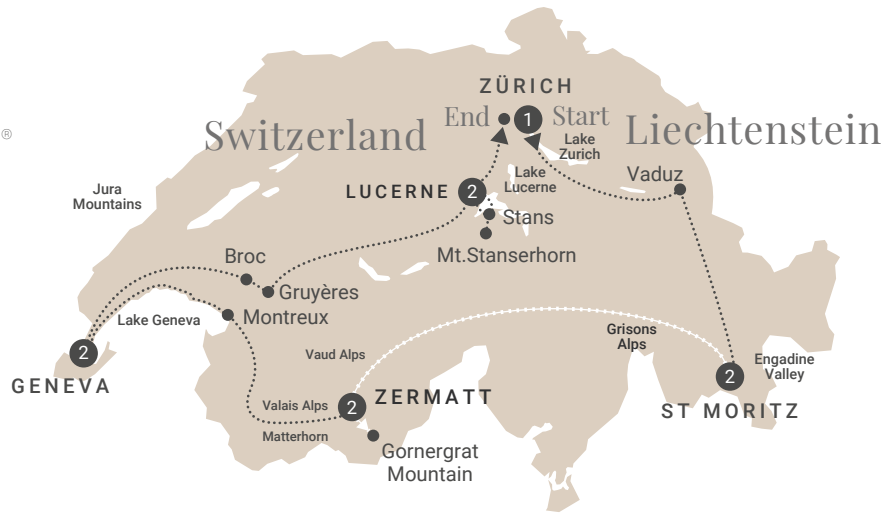 ZÜRICH
End
1
Start
Switzerland
Liechtenstein
®
Lake
Zurich
Lake
Lucerne
Vaduz
Jura
Mountains
LUCERNE
2
Stans
Mt.Stanserhorn
Broc
Gruyères
Lake Geneva
Montreux
2
GENEVA
Vaud Alps
Grisons
Alps
Engadine
Valley
2
ST MORITZ
Valais Alps
2
ZERMATT
Matterhorn
Gornergrat
Mountain